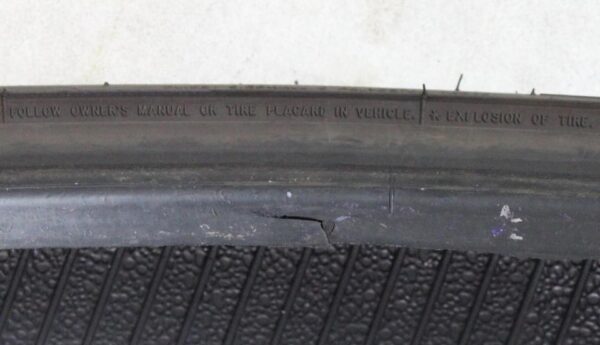 FOLLOW OWNER'S MANUAL OR TIRE PLACARD IN VEHICLE. * EXPLOSION OF TIRE.